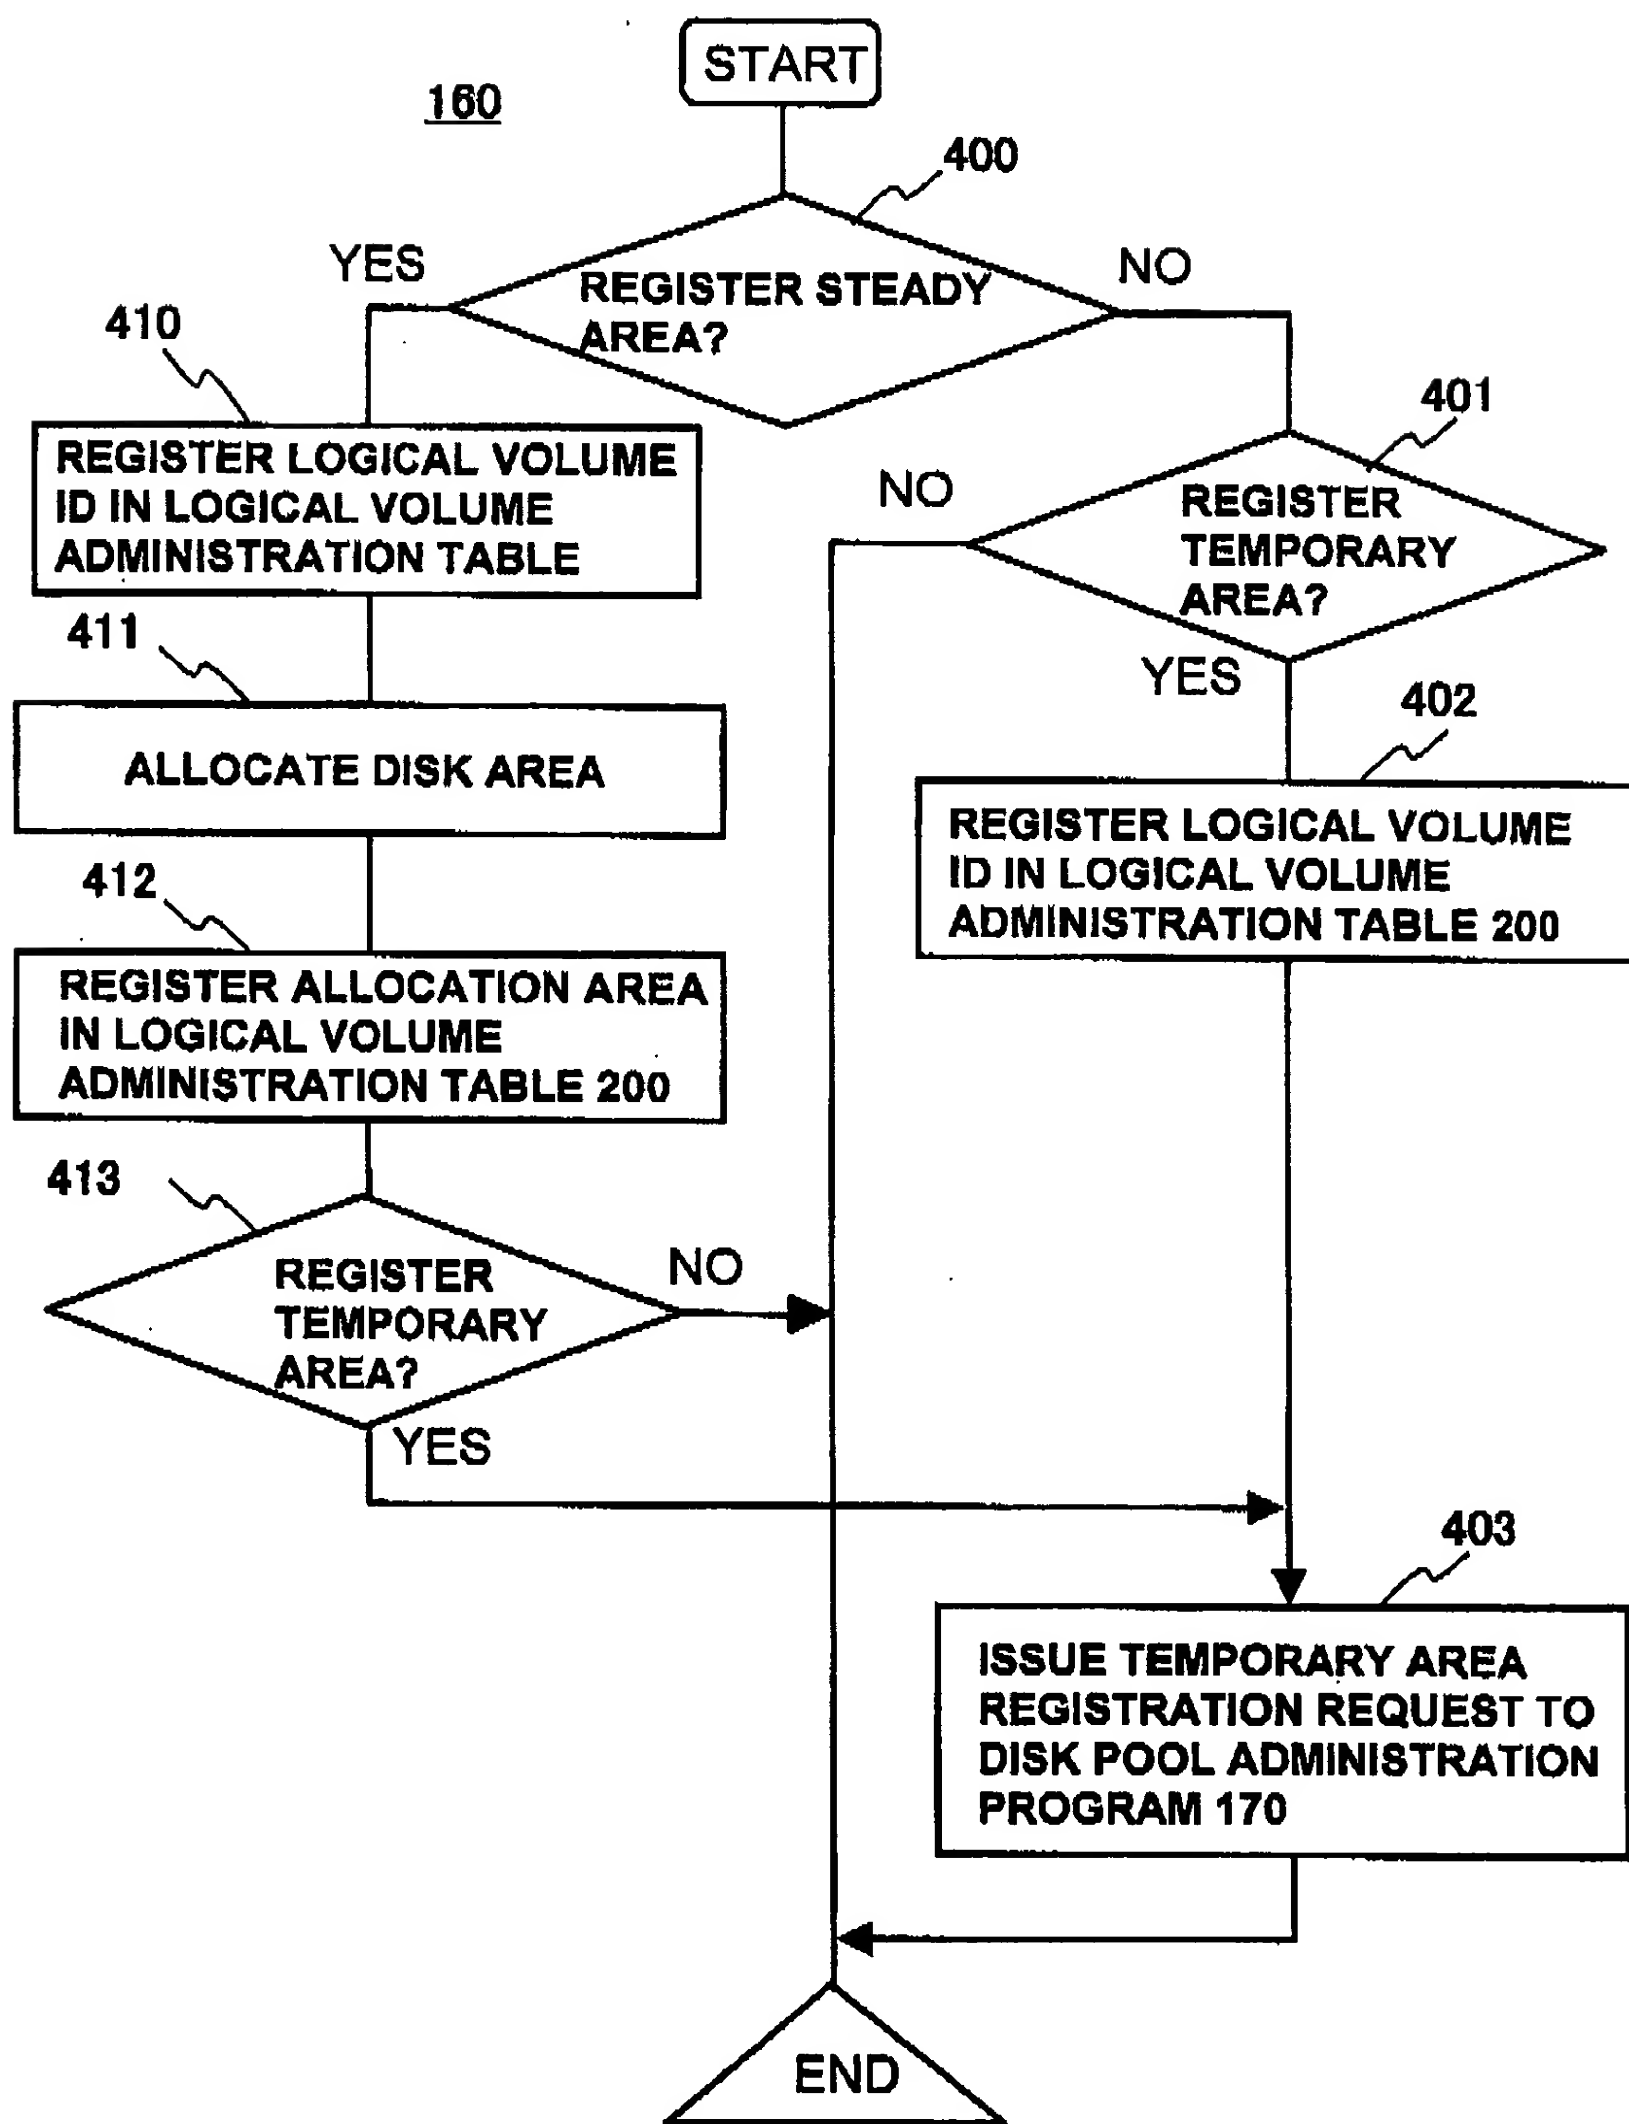 START
160
400
YES
NO
REGISTER STEADY
AREA?
410
401
REGISTER LOGICAL VOLUME
ID IN LOGICAL VOLUME
ADMINISTRATION TABLE
NO
REGISTER
TEMPORARY
AREA?
411
YES
402
ALLOCATE DISK AREA
REGISTER LOGICAL VOLUME
ID IN LOGICAL VOLUME
ADMINISTRATION TABLE 200
412
REGISTER ALLOCATION AREA
IN LOGICAL VOLUME
ADMINISTRATION TABLE 200
413
REGISTER
TEMPORARY
AREA?
NO
YES
403
ISSUE TEMPORARY AREA
REGISTRATION REQUEST TO
DISK POOL ADMINISTRATION
PROGRAM 170
END